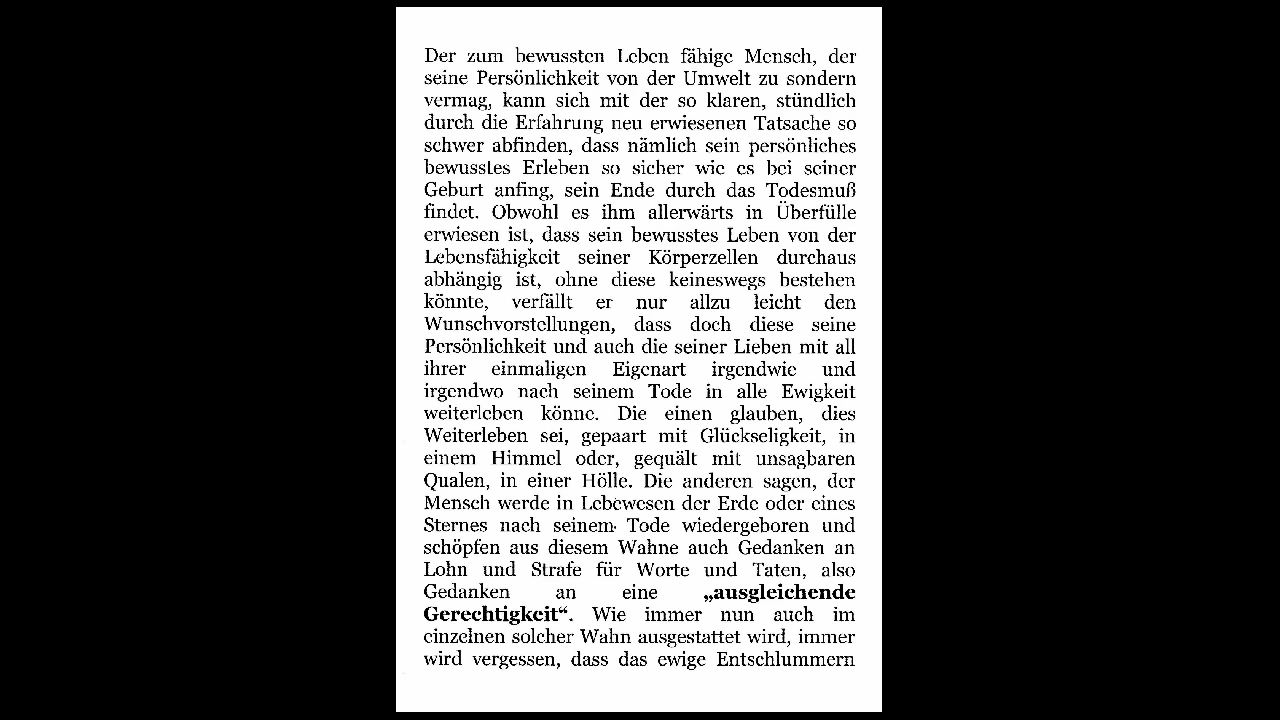 Der zum bewussten Leben fähige Mensch, der
seine Persönlichkeit von der Umwelt zu sondern
vermag, kann sich mit der so klaren, stündlich
durch die Erfahrung neu erwiesenen Tatsache so
schwer abfinden, dass nämlich sein persönliches
bewusstes Erleben so sicher wie es bei seiner
Geburt anfing, sein Ende durch das Todesmuß
findet. Obwohl es ihm allerwärts in Überfülle
erwiesen ist, dass sein bewusstes Leben von der
Lebensfähigkeit seiner Körperzellen durchaus
abhängig ist, ohne diese keineswegs bestehen
könnte, verfällt er nur allzu leicht den
Wunschvorstellungen, dass doch diese seine
Persönlichkeit und auch die seiner Lieben mit all
ihrer einmaligen Eigenart irgendwie und
irgendwo nach seinem Tode in alle Ewigkeit
weiterleben könne. Die einen glauben, dies
Weiterleben sei, gepaart mit Glückseligkeit, in
einem Himmel oder, gequält mit unsagbaren
Qualen, in einer Hölle. Die anderen sagen, der
Mensch werde in Lebewesen der Erde oder eines
Sternes nach seinem Tode wiedergeboren und
schöpfen aus diesem Wahne auch Gedanken an
Lohn und Strafe für Worte und Taten, also
Gedanken an eine „ausgleichende
Gerechtigkeit“. Wie immer nun auch im
einzelnen solcher Wahn ausgestattet wird, immer
wird vergessen, dass das ewige Entschlummern